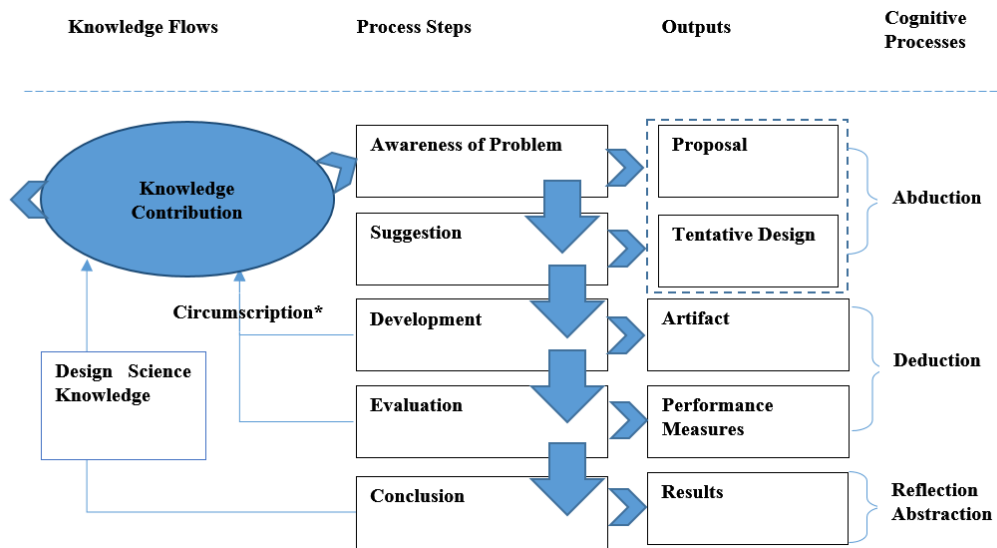 Knowledge Flows
Process Steps
Outputs
Cognitive
Processes
Knowledge
Contribution
Awareness of Problem
Proposal
Abduction
Suggestion
Tentative Design
Circumscription*
Development
Artifact
Deduction
Design Science
Knowledge
Evaluation
Performance
Measures
Conclusion
Results
Reflection
Abstraction